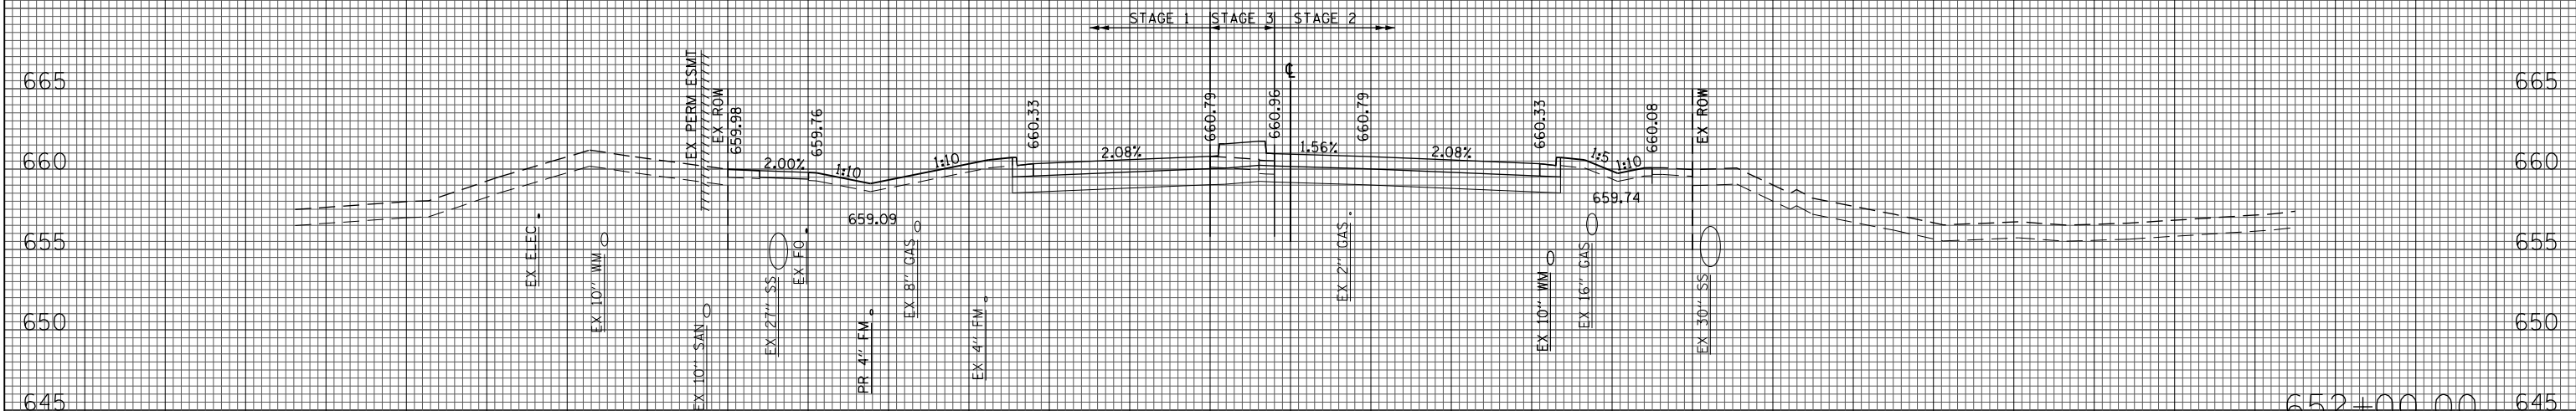 STAGE 1 STAGE 3 STAGE 2
℄
665 665
EX PERM ESMT
EX ROW
659.98
659.76
660.33
660.79
660.96
660.79
660.33
660.08
EX ROW
660 660
2.00%
1:10
1:10
2.08%
1.56%
2.08%
1:5
1:10
659.09
659.74
655 655
EX ELEC
EX 10'' WM
EX 10'' SAN
EX 27'' SS
EX FO
PR 4'' FM
EX 8'' GAS
EX 4'' FM
EX 2'' GAS
EX 10'' WM
EX 16'' GAS
EX 30'' SS
650 650
645 645
652+00.00